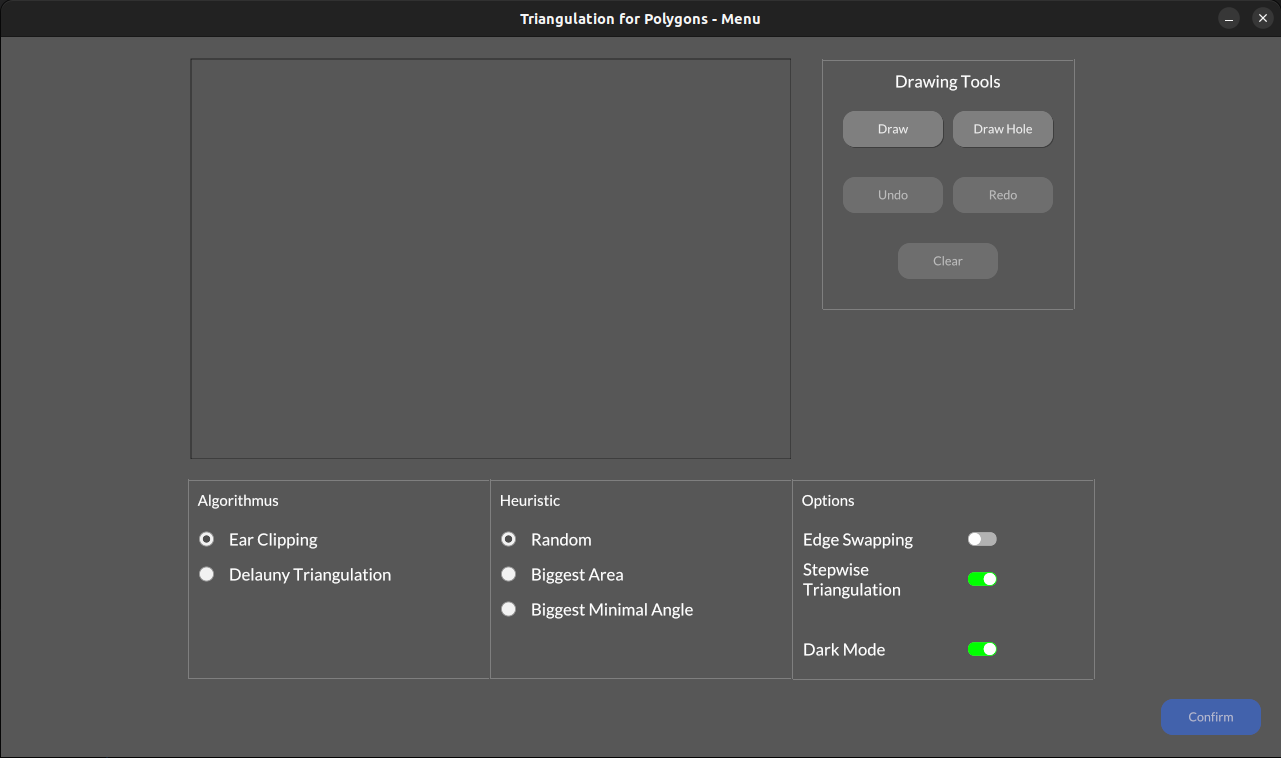 Triangulation for Polygons - Menu
Drawing Tools
Draw
Draw Hole
Undo
Redo
Clear
Algorithmus
Ear Clipping
Delauny Triangulation
Heuristic
Random
Biggest Area
Biggest Minimal Angle
Options
Edge Swapping
Stepwise
Triangulation
Dark Mode
Confirm